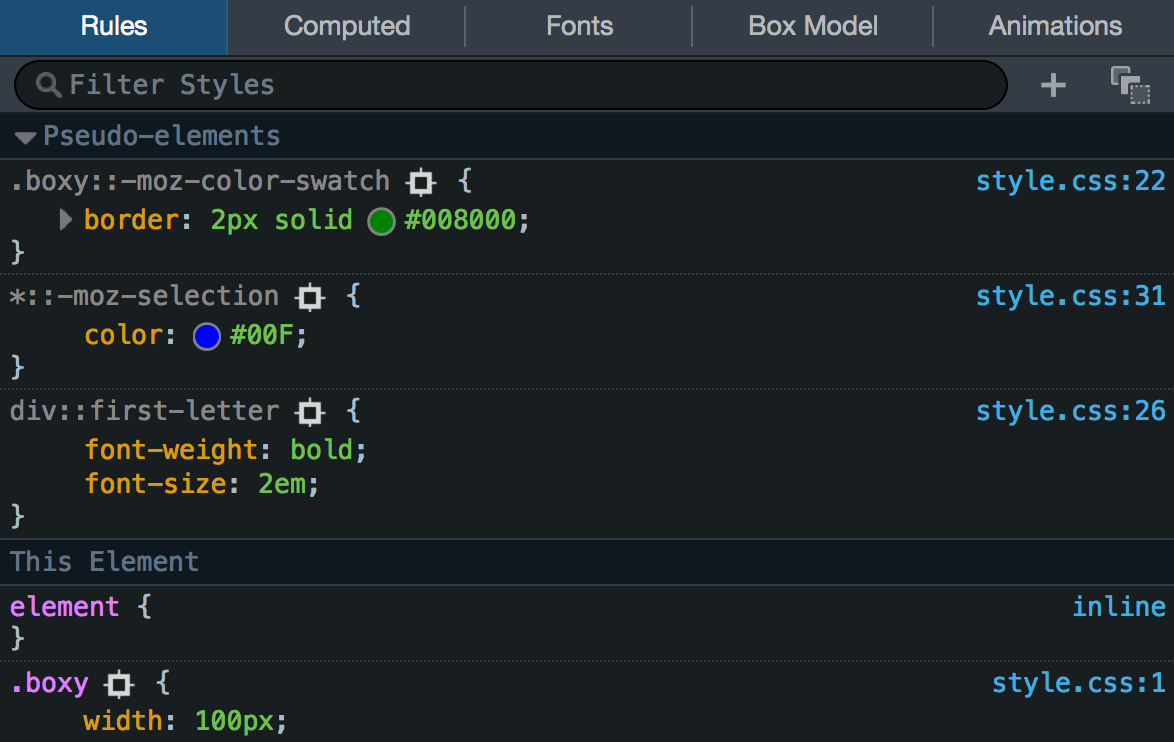 Rules Computed Fonts Box Model Animations
Filter Styles +
Pseudo-elements
.boxy::-moz-color-swatch { style.css:22
border: 2px solid #008000;
}
*::-moz-selection { style.css:31
color: #00F;
}
div::first-letter { style.css:26
font-weight: bold;
font-size: 2em;
}
This Element
element { inline
}
.boxy { style.css:1
width: 100px;